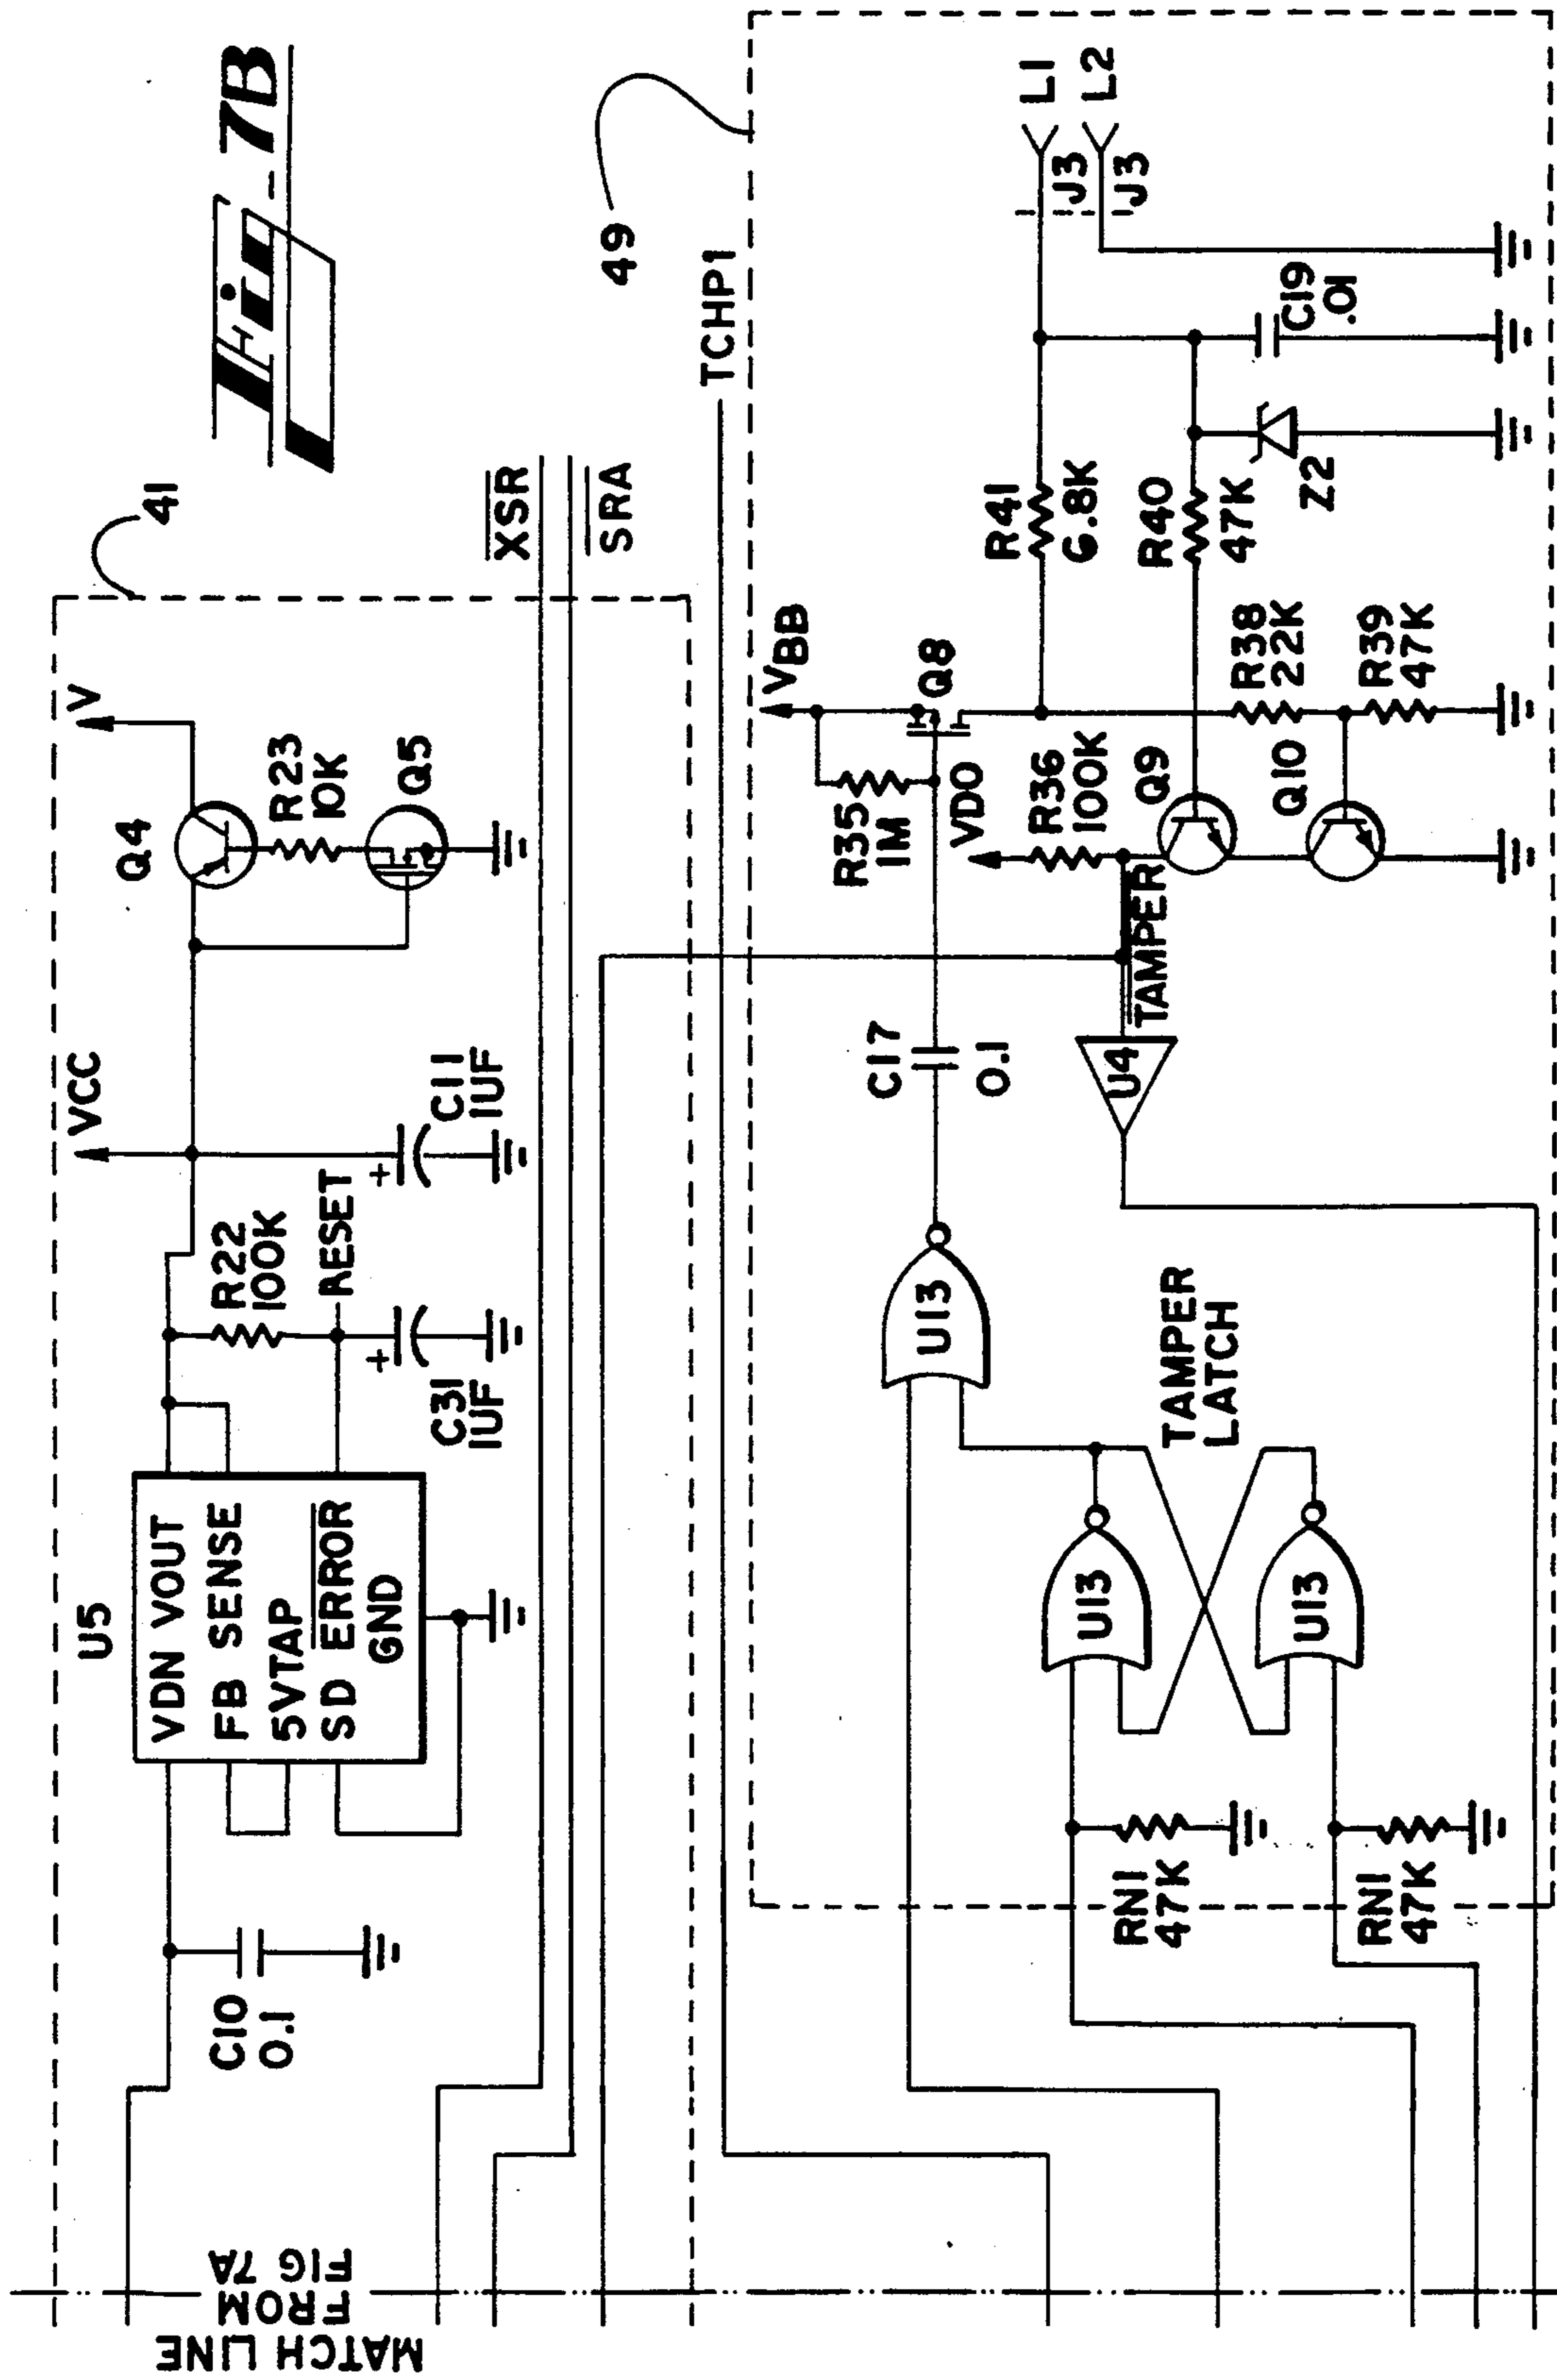 Fig-7B
41
49
MATCH LINE
FROM
FIG 7A
U5
VDN VOUT
FB SENSE
5VTAP
SD ERROR
GND
C10
0.1
R22
100K
RESET
C31
1UF
VCC
C11
1UF
+
+
Q4
V
R23
10K
Q5
XSR
SRA
TCHP1
VBB
R35
1M
Q8
C17
0.1
VDO
R36
100K
TAMPER
U4
Q9
Q10
R38
22K
R39
47K
R41
6.8K
R40
47K
Z2
C19
.01
J3
L1
J3
L2
U13
TAMPER
LATCH
U13
U13
RN1
47K
RN1
47K